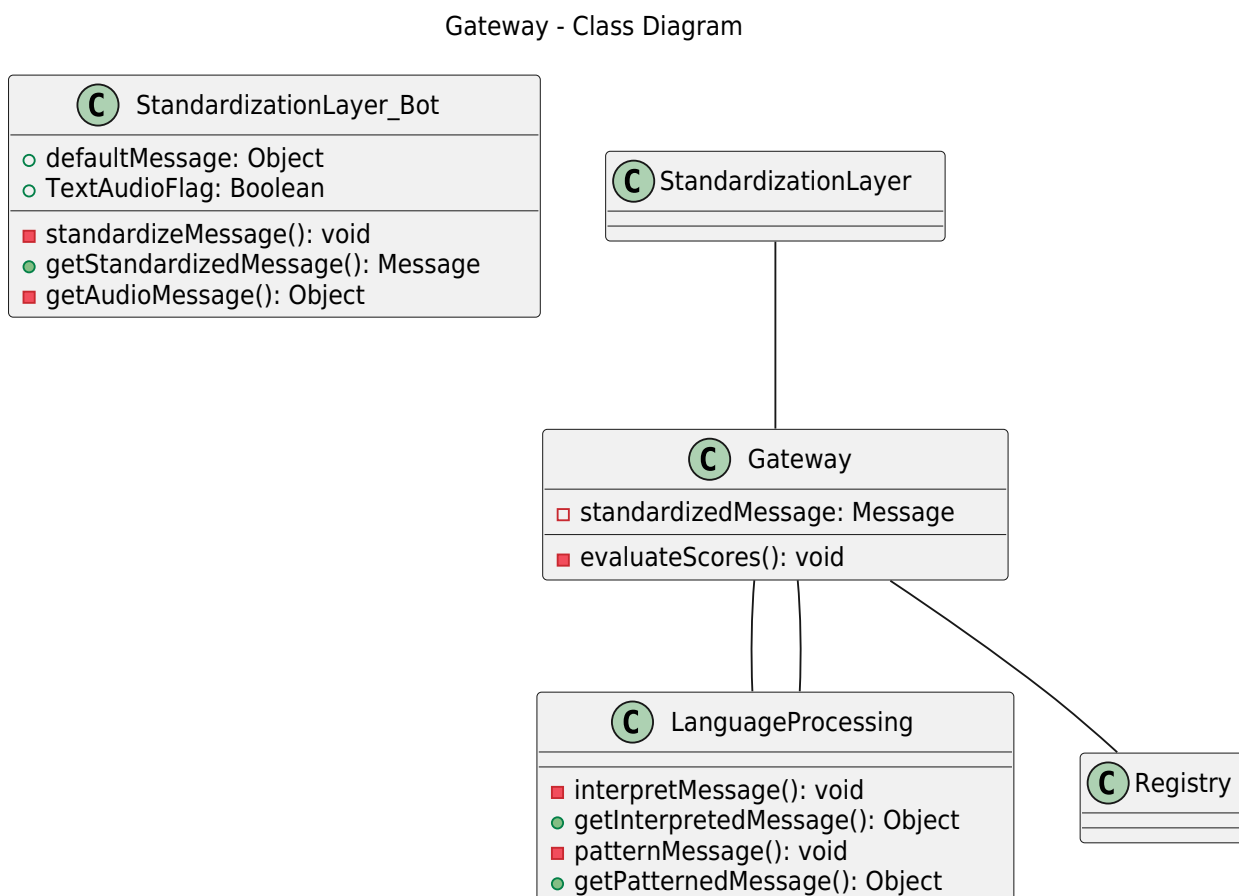 Gateway - Class Diagram
C StandardizationLayer_Bot
defaultMessage: Object
TextAudioFlag: Boolean
standardizeMessage(): void
getStandardizedMessage(): Message
getAudioMessage(): Object
C StandardizationLayer
C Gateway
standardizedMessage: Message
evaluateScores(): void
C LanguageProcessing
interpretMessage(): void
getInterpretedMessage(): Object
patternMessage(): void
getPatternedMessage(): Object
C Registry